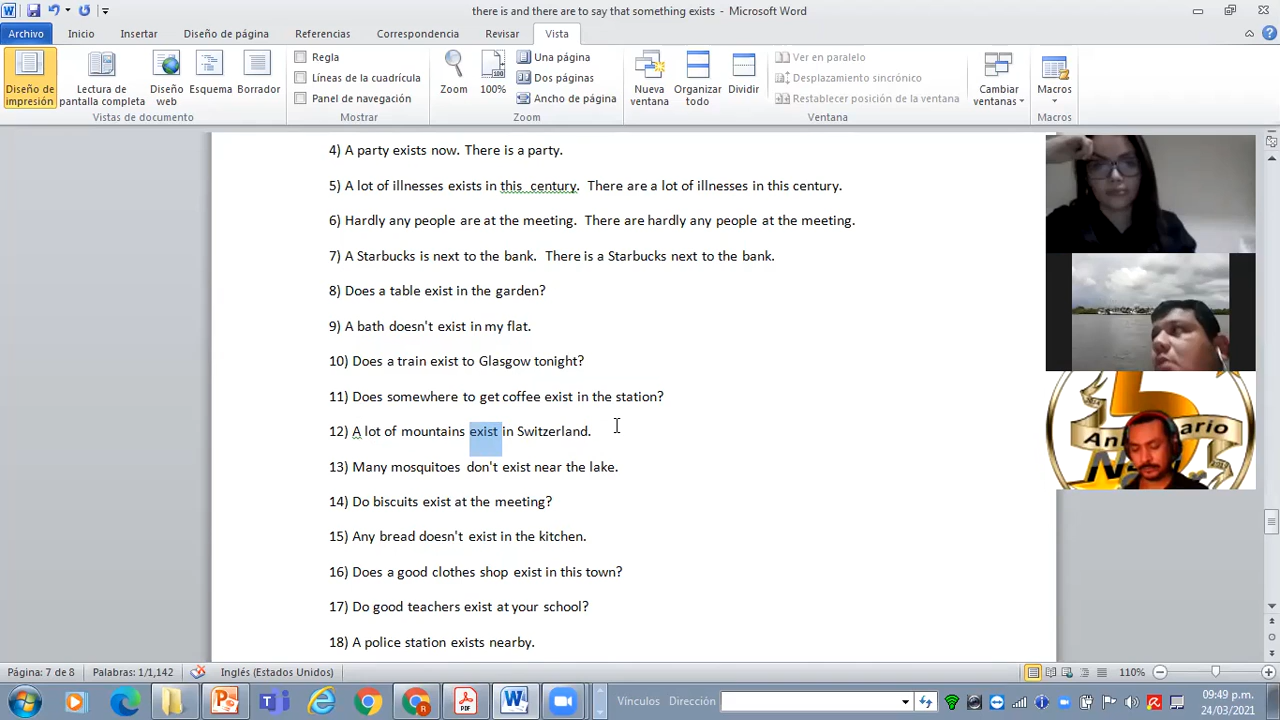 there is and there are to say that something exists - Microsoft Word
Archivo Inicio Insertar Diseño de página Referencias Correspondencia Revisar Vista
Diseño de impresión
Lectura de pantalla completa
Diseño web
Esquema
Borrador
Vistas de documento
Regla
Líneas de la cuadrícula
Panel de navegación
Mostrar
Zoom
100%
Una página
Dos páginas
Ancho de página
Zoom
Nueva ventana
Organizar todo
Dividir
Ver en paralelo
Desplazamiento sincrónico
Restablecer posición de la ventana
Cambiar ventanas
Ventana
Macros
Macros
4) A party exists now. There is a party.
5) A lot of illnesses exists in this century. There are a lot of illnesses in this century.
6) Hardly any people are at the meeting. There are hardly any people at the meeting.
7) A Starbucks is next to the bank. There is a Starbucks next to the bank.
8) Does a table exist in the garden?
9) A bath doesn't exist in my flat.
10) Does a train exist to Glasgow tonight?
11) Does somewhere to get coffee exist in the station?
12) A lot of mountains exist in Switzerland.
13) Many mosquitoes don't exist near the lake.
14) Do biscuits exist at the meeting?
15) Any bread doesn't exist in the kitchen.
16) Does a good clothes shop exist in this town?
17) Do good teachers exist at your school?
18) A police station exists nearby.
5
Página: 7 de 8 Palabras: 1/1,142 Inglés (Estados Unidos) 110%
Vínculos Dirección
09:49 p.m.
24/03/2021